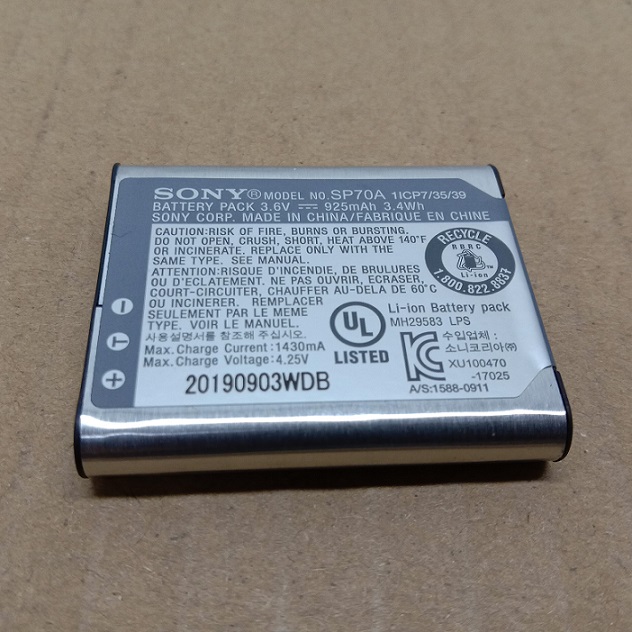 SONY® MODEL NO. SP70A 1ICP7/35/39
BATTERY PACK 3.6V ⎓ 925mAh 3.4Wh
SONY CORP. MADE IN CHINA/FABRIQUE EN CHINE
CAUTION: RISK OF FIRE, BURNS OR BURSTING.
DO NOT OPEN, CRUSH, SHORT, HEAT ABOVE 140°F
OR INCINERATE. REPLACE WITH SAME
TYPE. SEE MANUAL.
ATTENTION:RISQUE D'INCENDIE, DE BRULURES
OU D'EXPLOSION. NE PAS OUVRIR, ECRASER,
COURT-CIRCUITER, CHAUFFER AU-DELA DE 60°C
OU INCINERER. REMPLACER
PAR UN TYPE DE MEME
VALEUR. VOIR LE MANUEL.
사용설명서를 참조해 주십시오.
Max.Charge Current:1430mA
Max.Charge Voltage:4.25V
20190903WDB
RECYCLE
RBRC
Li-ion
1.800.822.8837
UL
LISTED
Li-ion Battery pack
MH29583 LPS
수입업체:
소니코리아㈜
XU100470
-17025
A/S:1588-0911
T